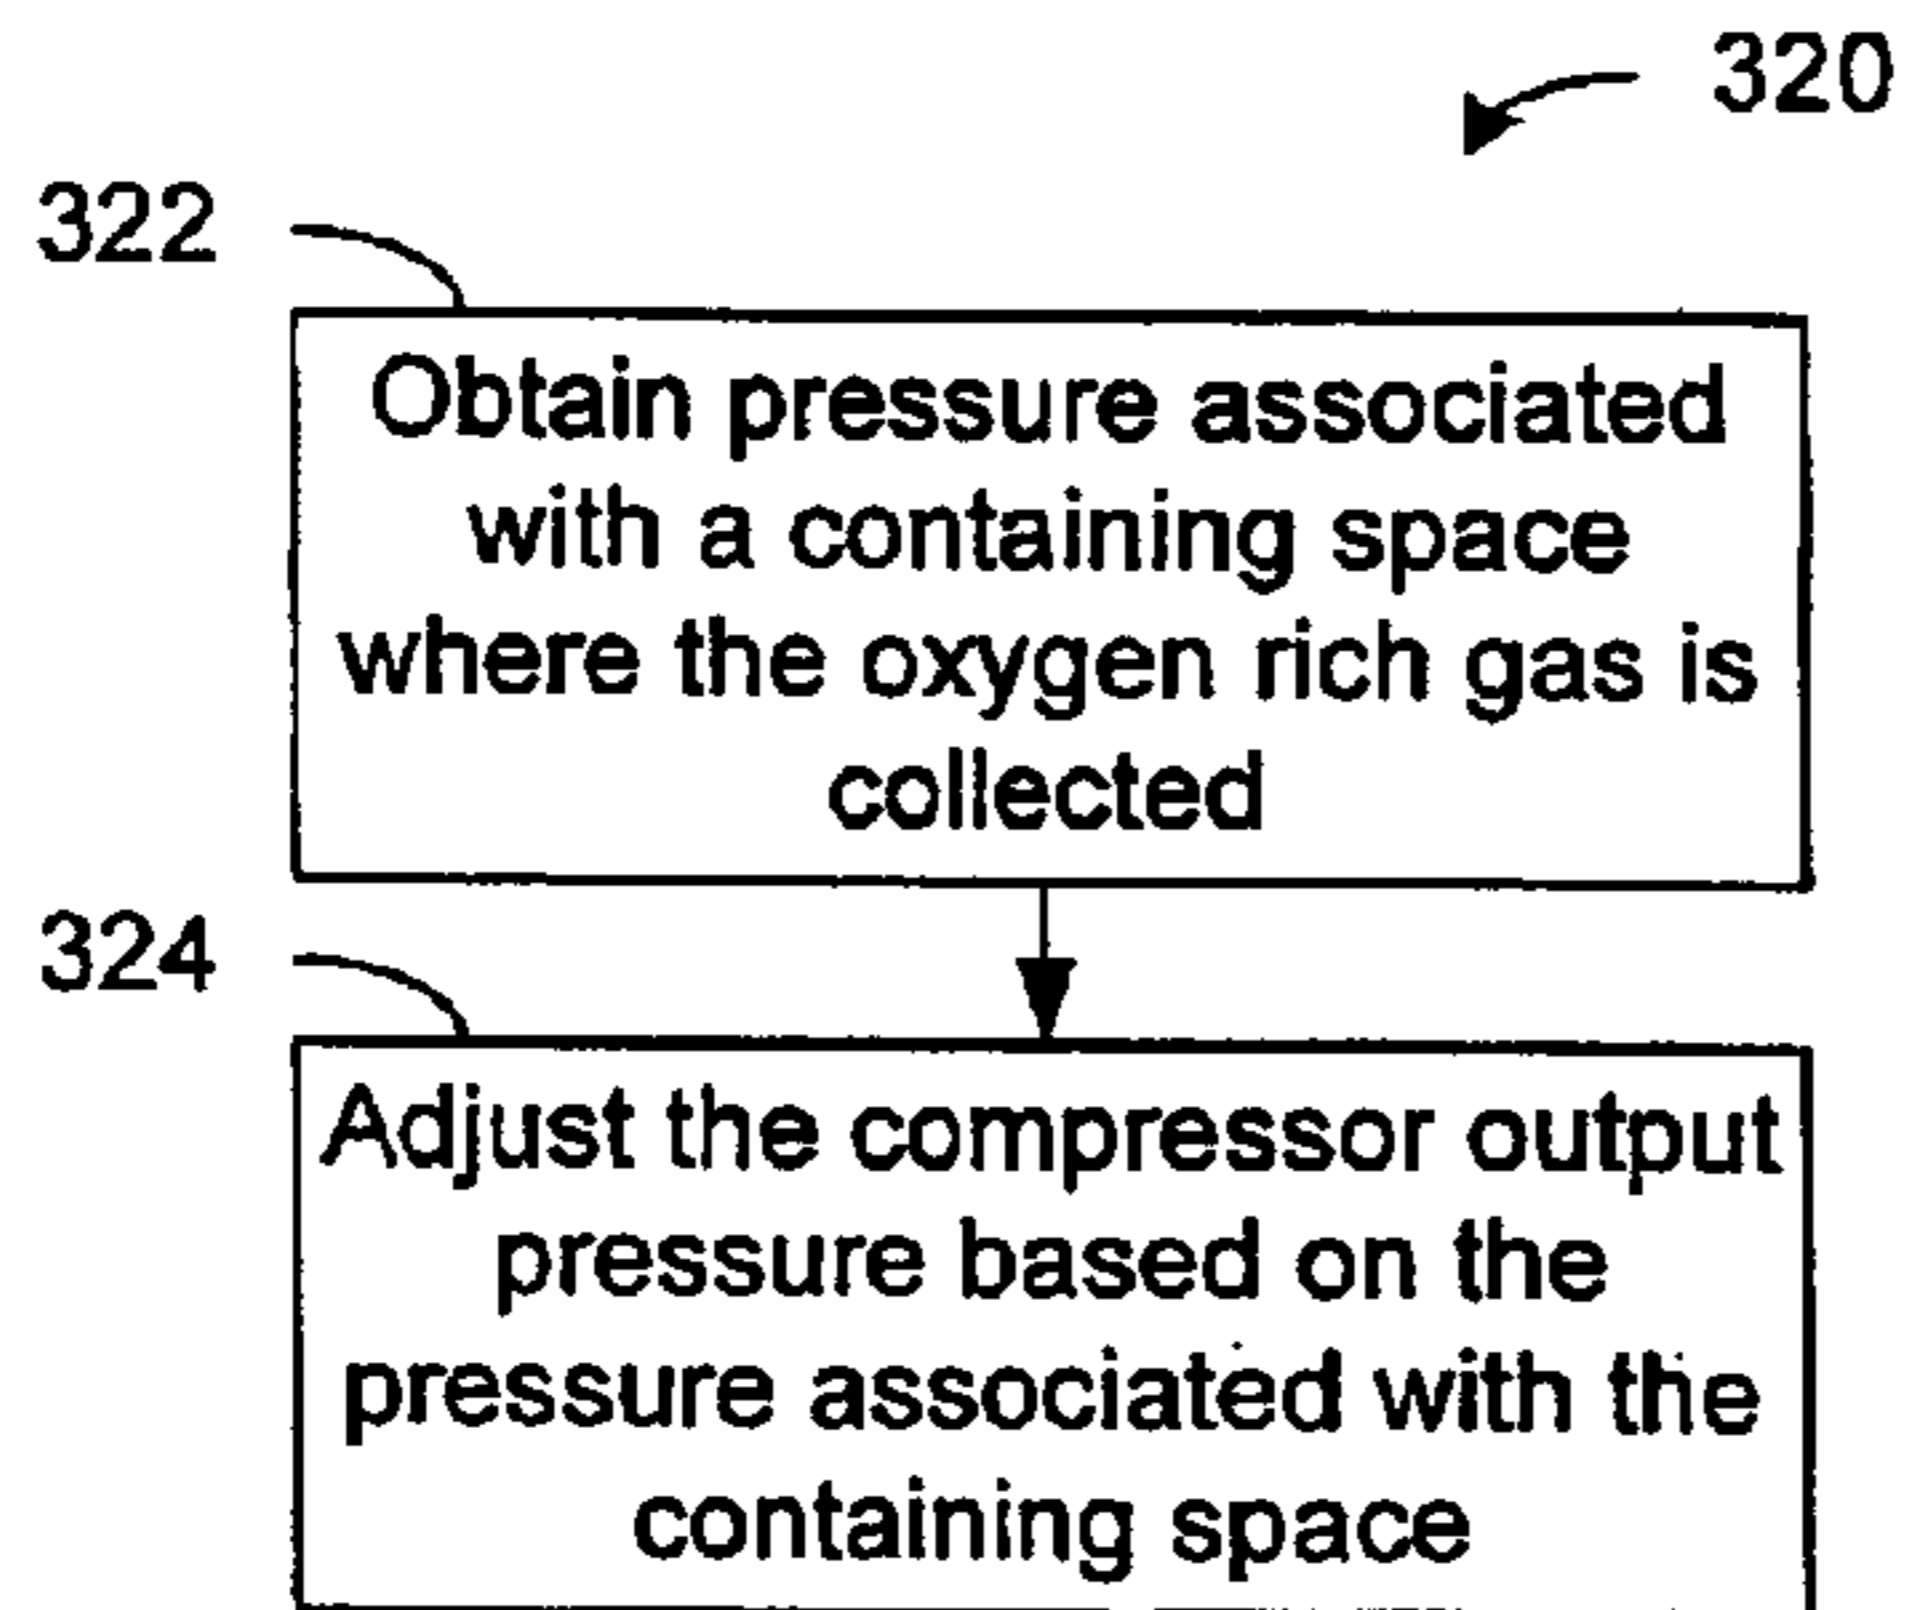 320
322
Obtain pressure associated
with a containing space
where the oxygen rich gas is
collected
324
Adjust the compressor output
pressure based on the
pressure associated with the
containing space